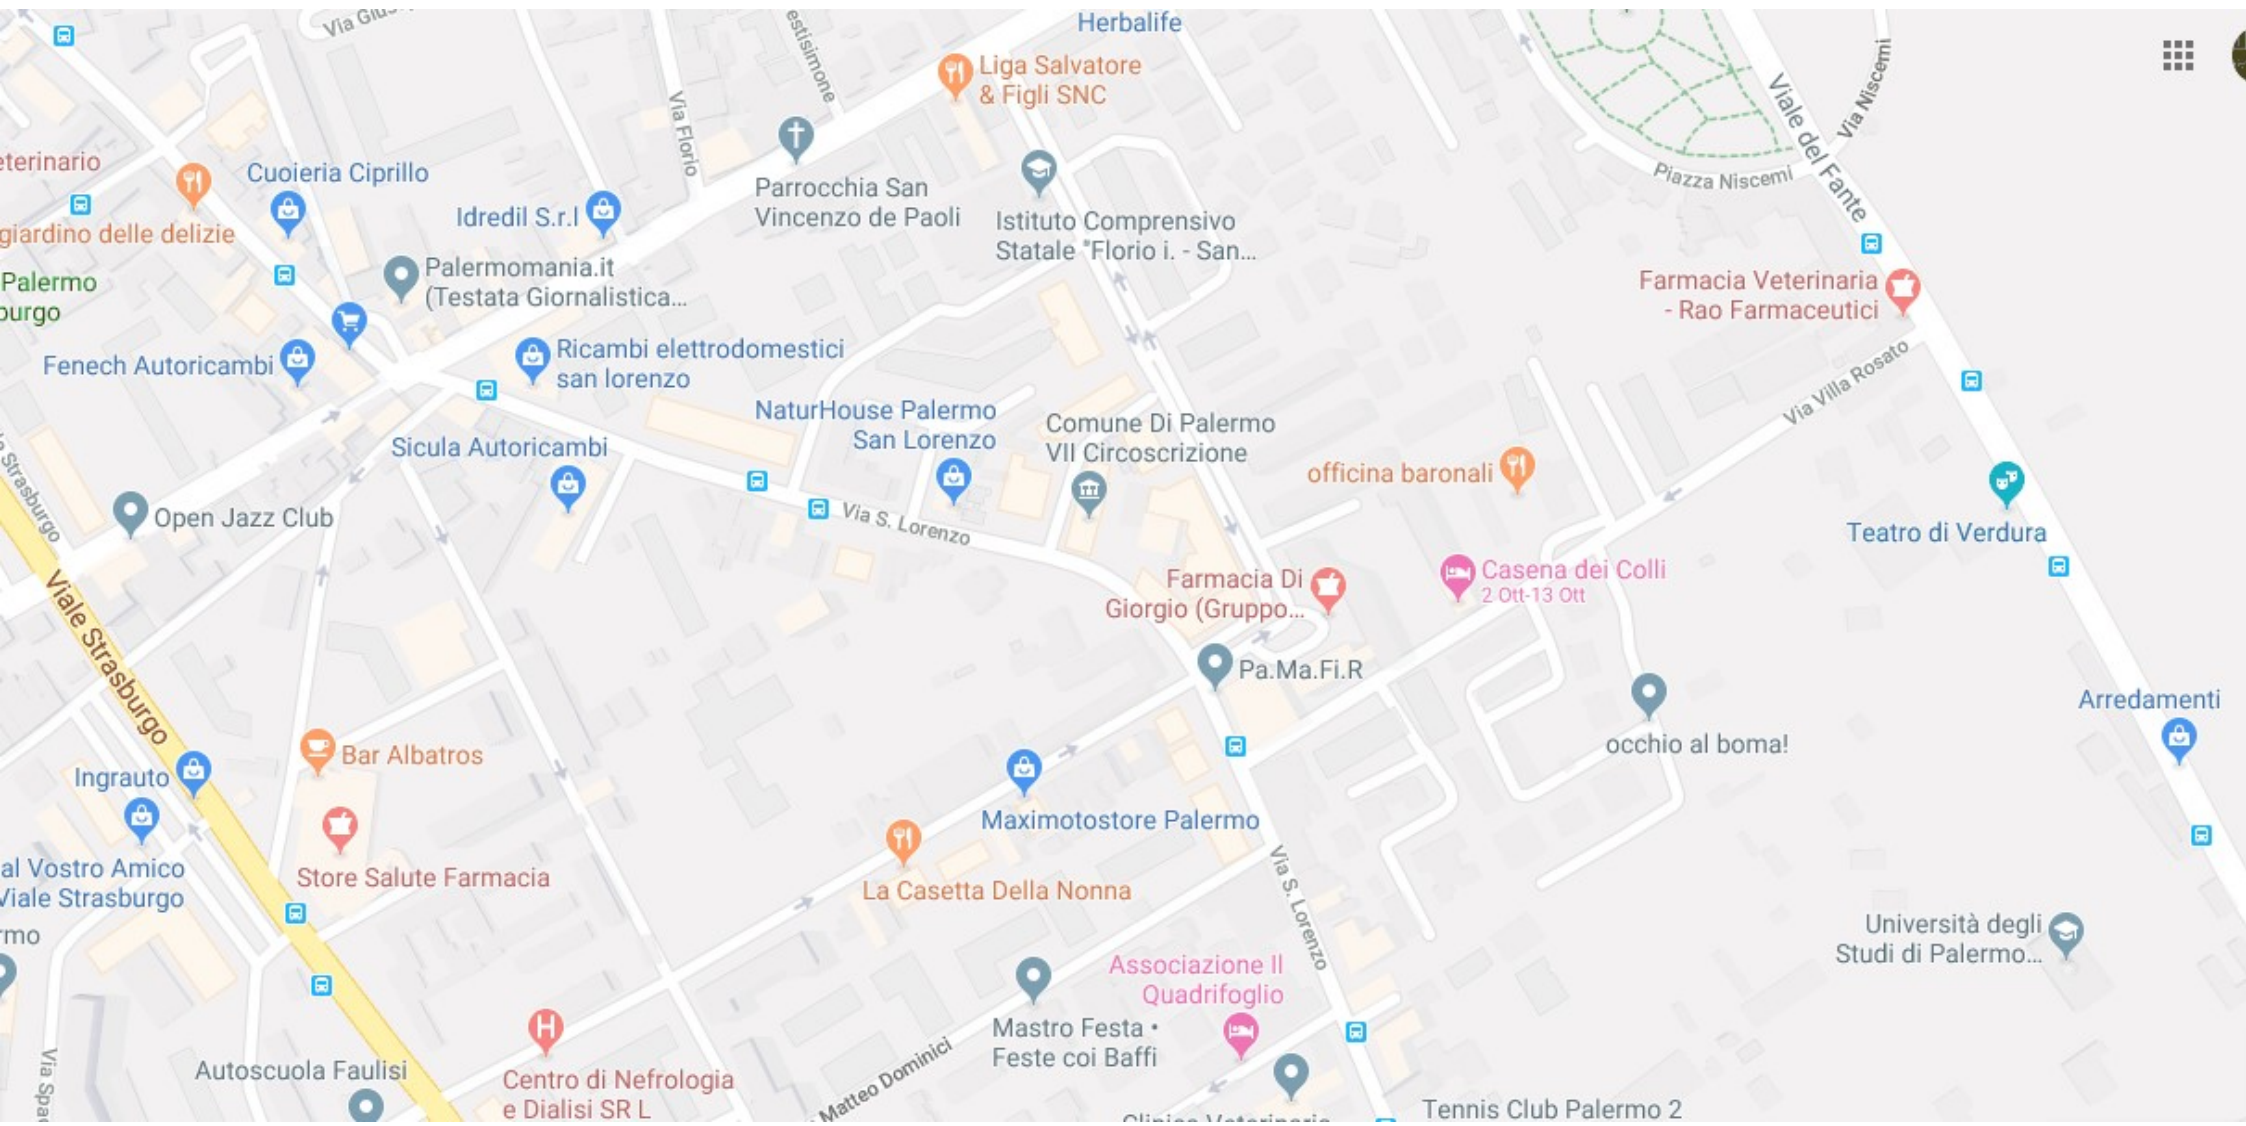 Via Giu
estisimone
Herbalife
Liga Salvatore
& Figli SNC
Via Florio
Viale del Fante
Via Niscemi
Piazza Niscemi
eterinario
Cuoieria Ciprillo
giardino delle delizie
Idredil S.r.l
Parrocchia San
Vincenzo de Paoli
Istituto Comprensivo
Statale "Florio i. - San...
Palermo
burgo
Palermomania.it
(Testata Giornalistica...
Farmacia Veterinaria
- Rao Farmaceutici
Fenech Autoricambi
Ricambi elettrodomestici
san lorenzo
Via Villa Rosato
NaturHouse Palermo
San Lorenzo
Comune Di Palermo
VII Circoscrizione
Sicula Autoricambi
officina baronali
Strasburgo
Open Jazz Club
Via S. Lorenzo
Teatro di Verdura
Viale Strasburgo
Farmacia Di
Giorgio (Gruppo...
Casena dei Colli
2 Ott-13 Ott
Pa.Ma.Fi.R
Arredamenti
occhio al boma!
Bar Albatros
Ingrauto
Maximotostore Palermo
al Vostro Amico
Viale Strasburgo
Store Salute Farmacia
La Casetta Della Nonna
Via S. Lorenzo
rmo
Università degli
Studi di Palermo...
Associazione Il
Quadrifoglio
Mastro Festa •
Feste coi Baffi
Via Spa
Autoscuola Faulisi
Centro di Nefrologia
e Dialisi SR L
Matteo Dominici
Clinica Veterinaria
Tennis Club Palermo 2
H